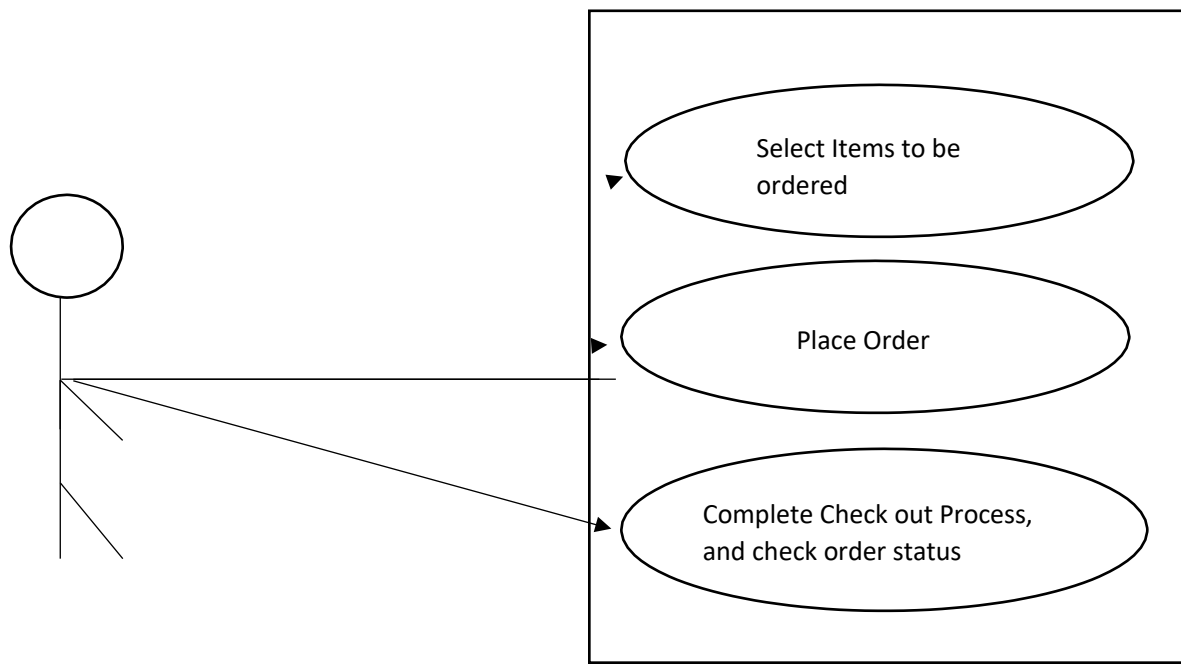 Select Items to be
ordered
Place Order
Complete Check out Process,
and check order status